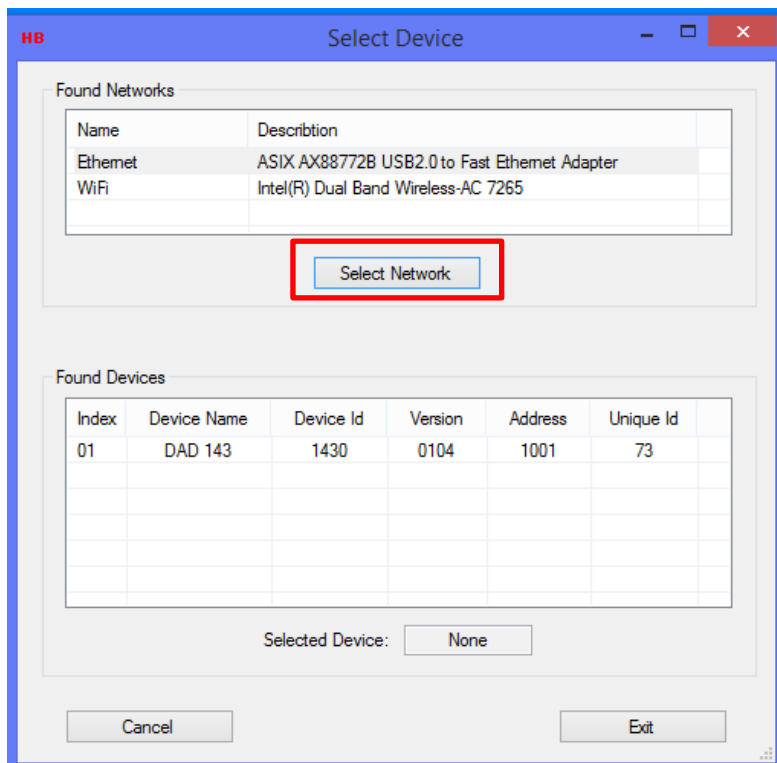 HB Select Device
Found Networks
Name Describtion
Ethernet ASIX AX88772B USB2.0 to Fast Ethernet Adapter
WiFi Intel(R) Dual Band Wireless-AC 7265
Select Network
Found Devices
Index Device Name Device Id Version Address Unique Id
01 DAD 143 1430 0104 1001 73
Selected Device: None
Cancel Exit